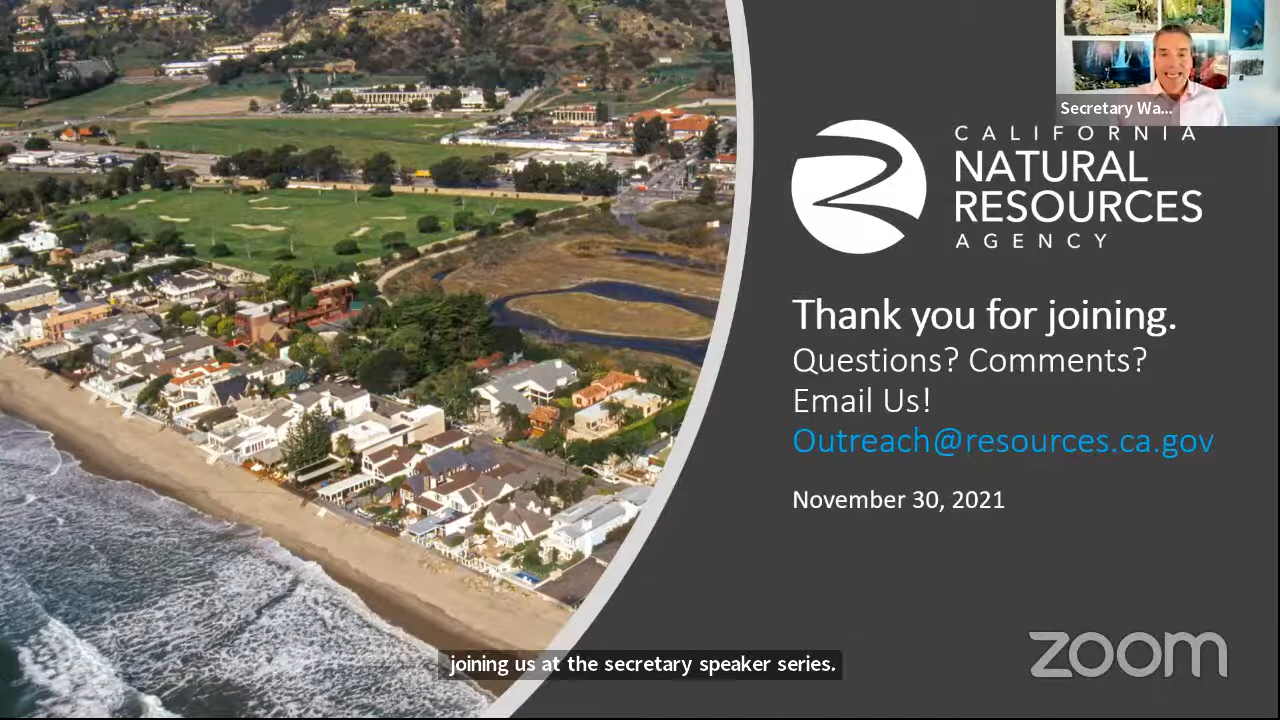 Secretary Wa...
CALIFORNIA
NATURAL
RESOURCES
AGENCY
Thank you for joining.
Questions? Comments?
Email Us!
Outreach@resources.ca.gov
November 30, 2021
zoom
joining us at the secretary speaker series.